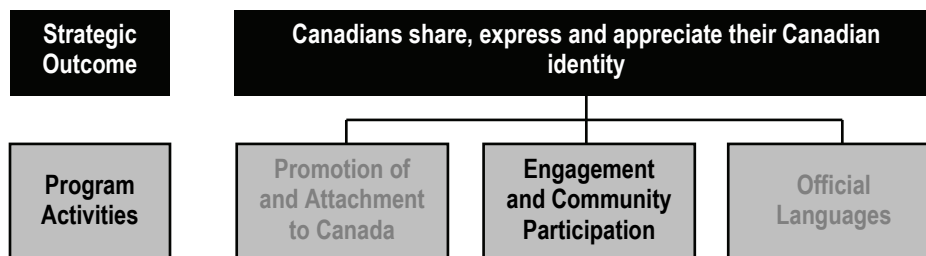 Strategic
Outcome
Canadians share, express and appreciate their Canadian
identity
Program
Activities
Promotion of
and Attachment
to Canada
Engagement
and Community
Participation
Official
Languages